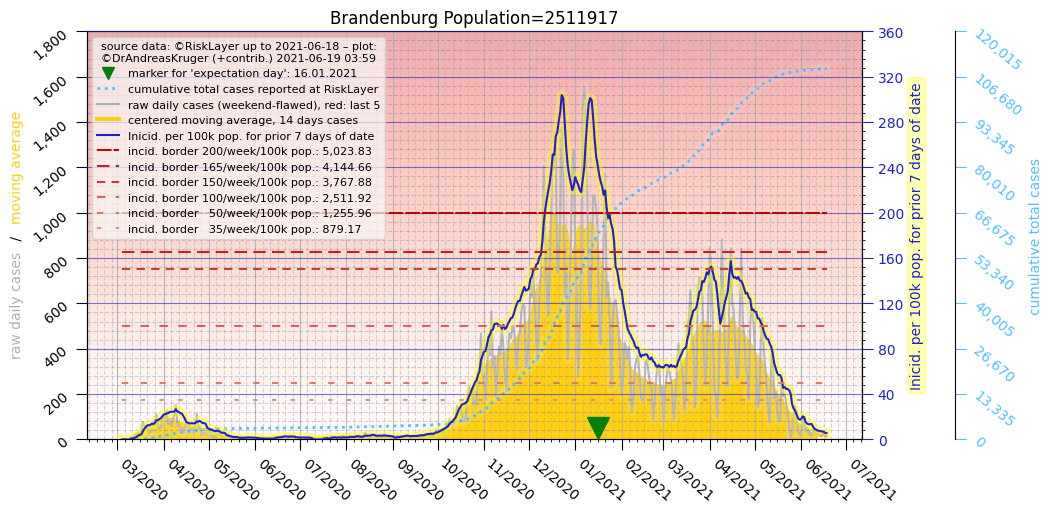 Brandenburg Population=2511917
source data: ©RiskLayer up to 2021-06-18 – plot:
©DrAndreasKruger (+contrib.) 2021-06-19 03:59
marker for 'expectation day': 16.01.2021
cumulative total cases reported at RiskLayer
raw daily cases (weekend-flawed), red: last 5
centered moving average, 14 days cases
Inicid. per 100k pop. for prior 7 days of date
incid. border 200/week/100k pop.: 5,023.83
incid. border 165/week/100k pop.: 4,144.66
incid. border 150/week/100k pop.: 3,767.88
incid. border 100/week/100k pop.: 2,511.92
incid. border 50/week/100k pop.: 1,255.96
incid. border 35/week/100k pop.: 879.17
raw daily cases / moving average
1,800
1,600
1,400
1,200
1,000
800
600
400
200
0
360
320
280
240
200
160
120
80
40
0
Inicid. per 100k pop. for prior 7 days of date
120,015
106,680
93,345
80,010
66,675
53,340
40,005
26,670
13,335
0
cumulative total cases
03/2020
04/2020
05/2020
06/2020
07/2020
08/2020
09/2020
10/2020
11/2020
12/2020
01/2021
02/2021
03/2021
04/2021
05/2021
06/2021
07/2021